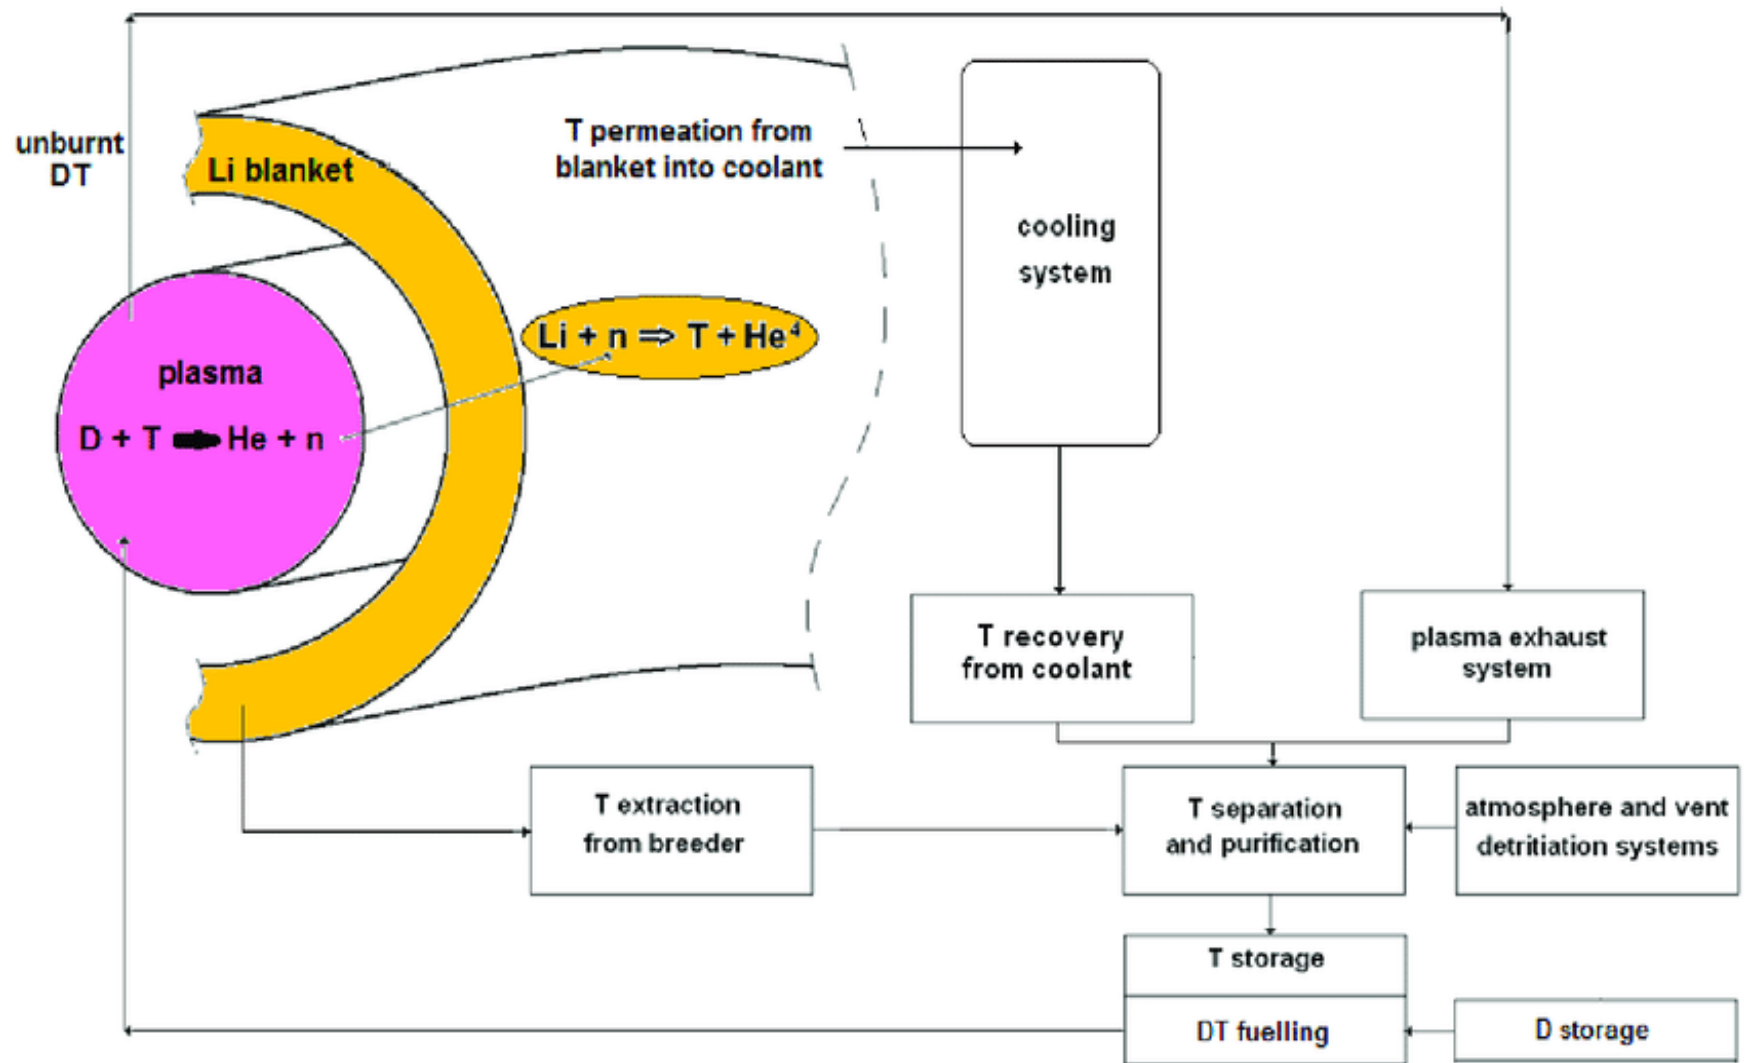 unburnt
DT
Li blanket
T permeation from
blanket into coolant
cooling
system
Li + n ⇒ T + He⁴
plasma
D + T ➡ He + n
T recovery
from coolant
plasma exhaust
system
T extraction
from breeder
T separation
and purification
atmosphere and vent
detritiation systems
T storage
DT fuelling
D storage